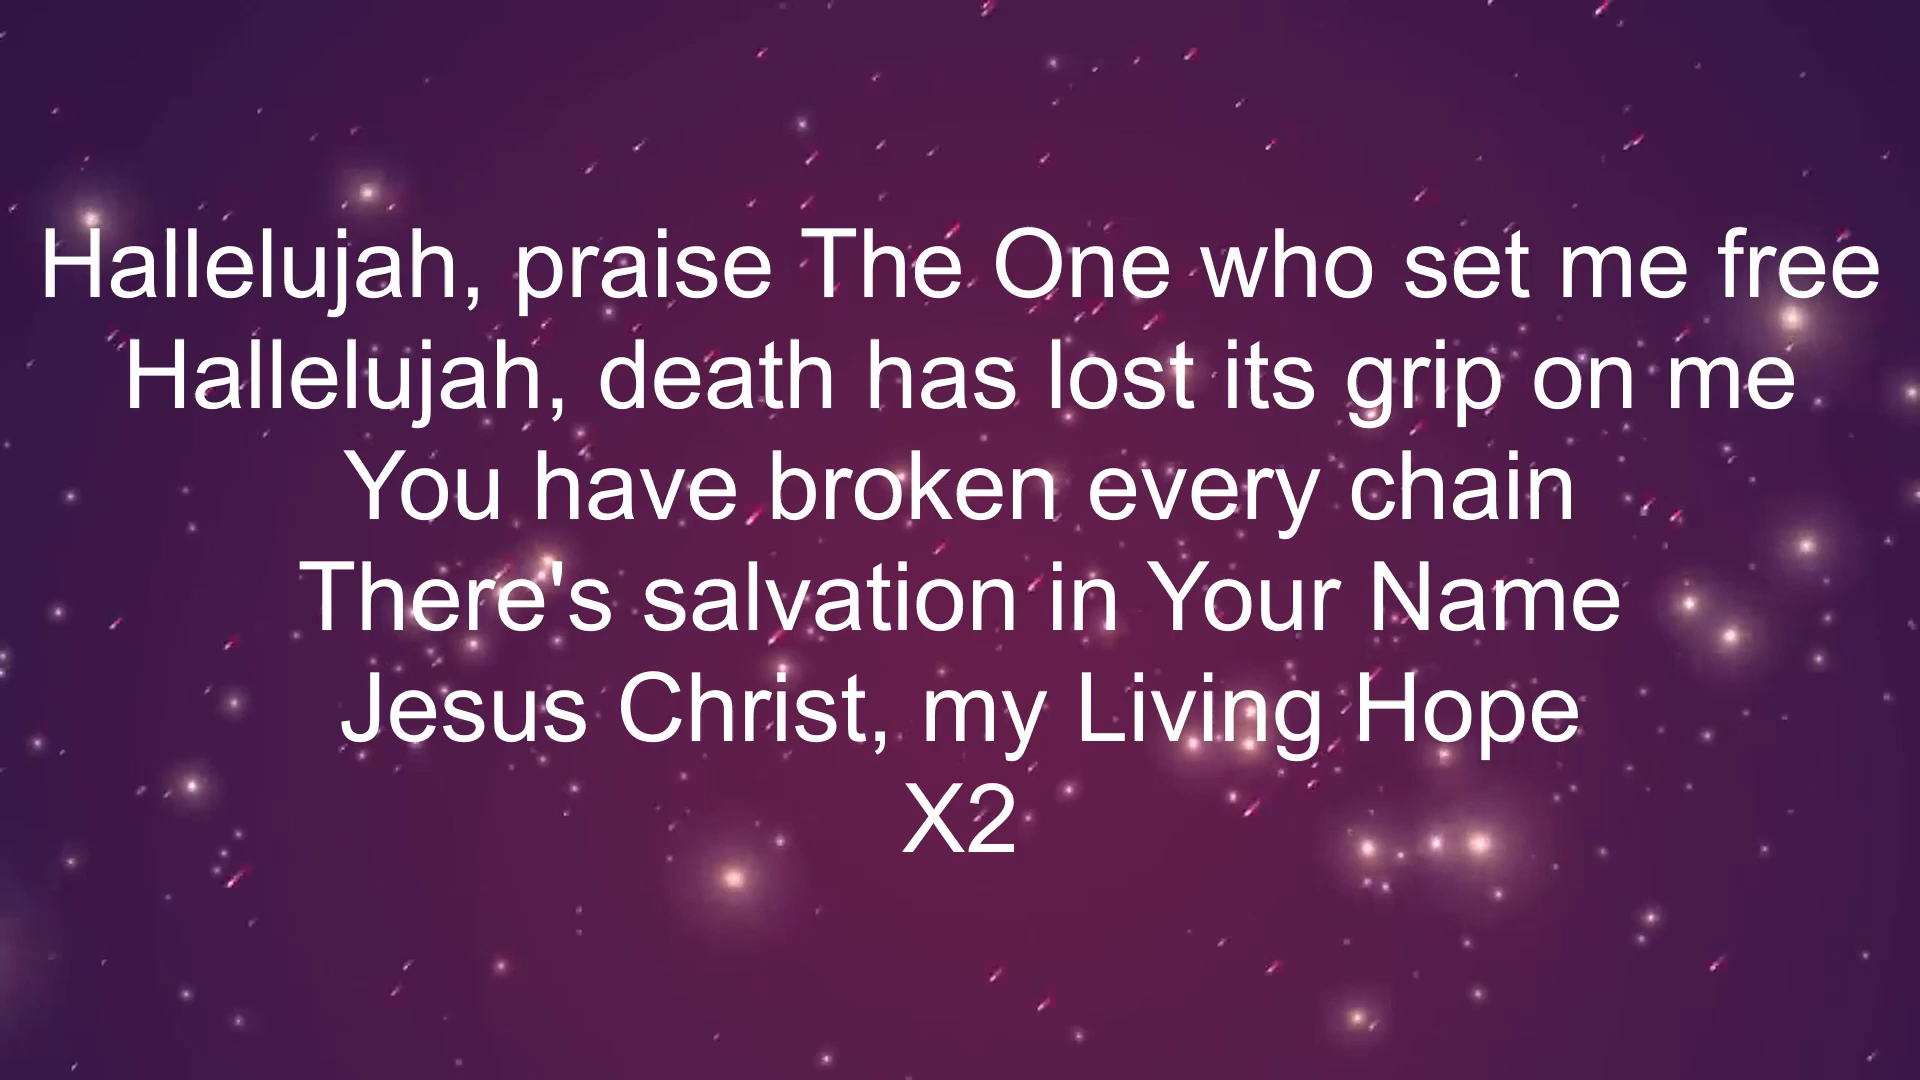 Hallelujah, praise The One who set me free
Hallelujah, death has lost its grip on me
You have broken every chain
There's salvation in Your Name
Jesus Christ, my Living Hope
X2